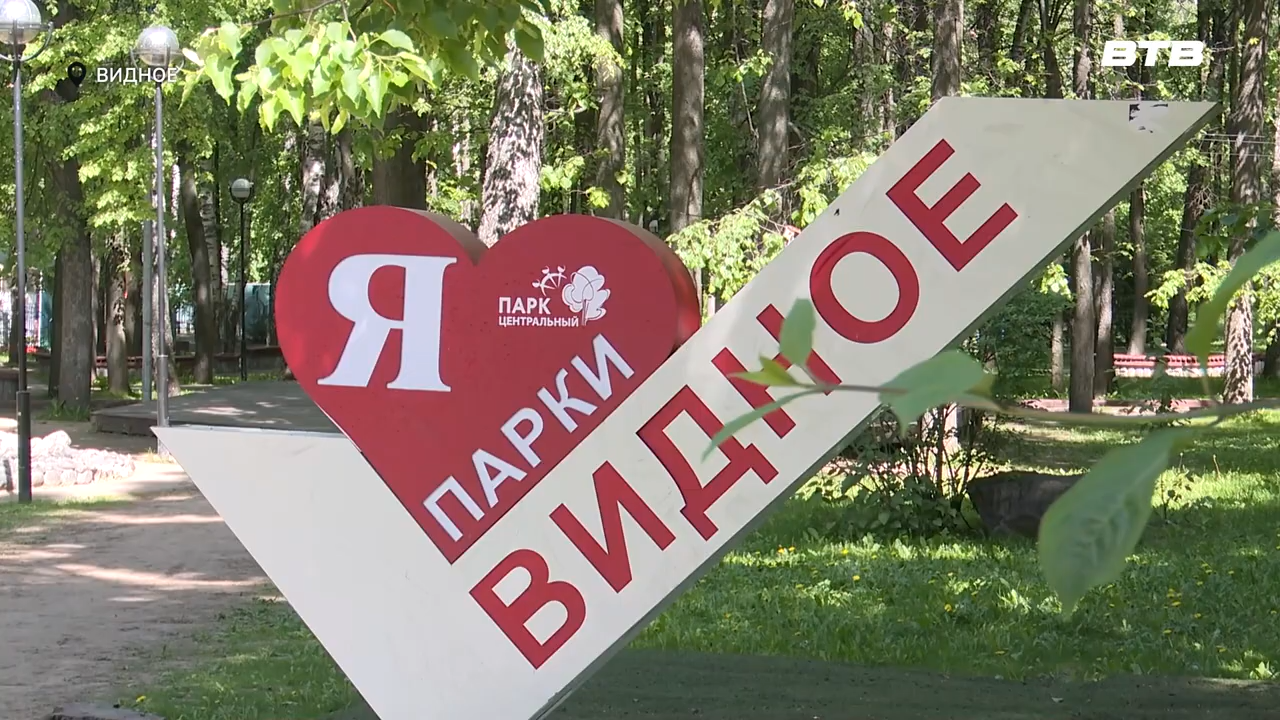 ВИДНОЕ
ВТВ
Я
ПАРК
ЦЕНТРАЛЬНЫЙ
ПАРКИ
ВИДНОЕ